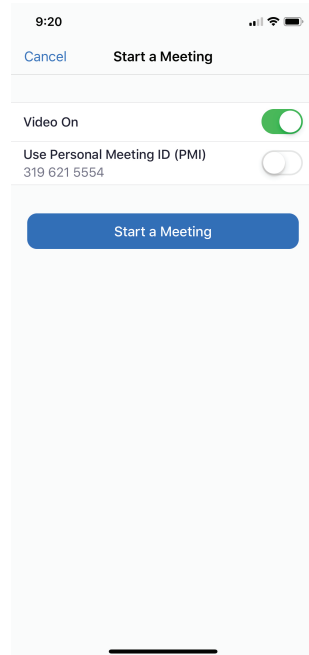 9:20
Cancel
Start a Meeting
Video On
Use Personal Meeting ID (PMI)
319 621 5554
Start a Meeting